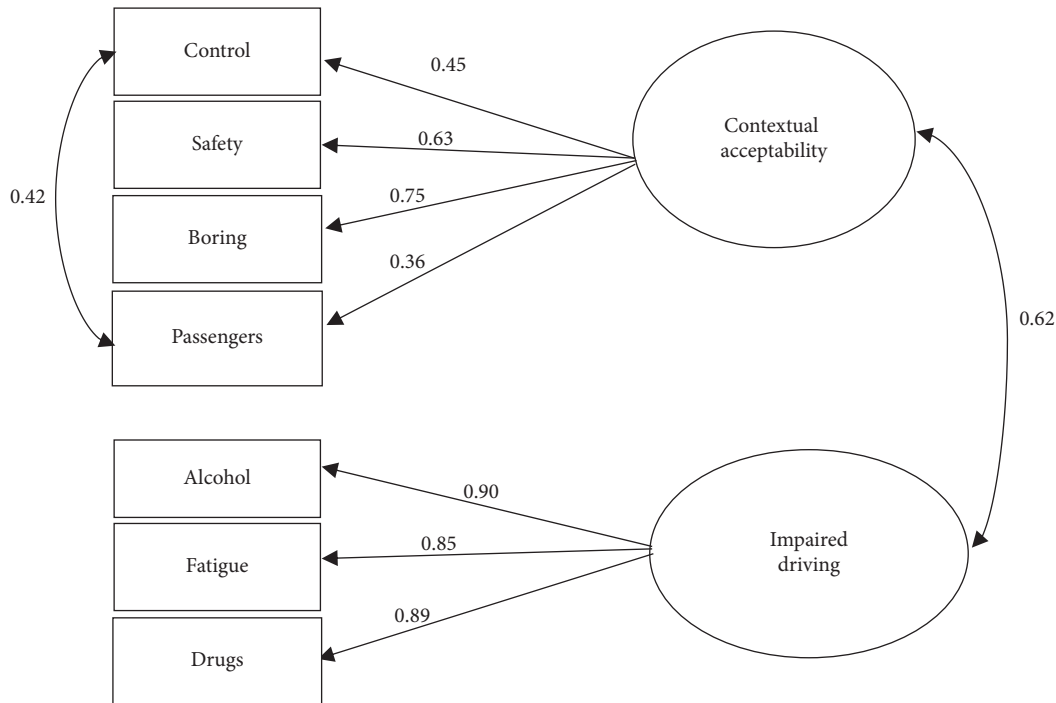 Control
0.45
Safety
0.63
Contextual
acceptability
0.42
0.75
Boring
0.36
Passengers
0.62
Alcohol
0.90
Fatigue
0.85
Impaired
driving
0.89
Drugs